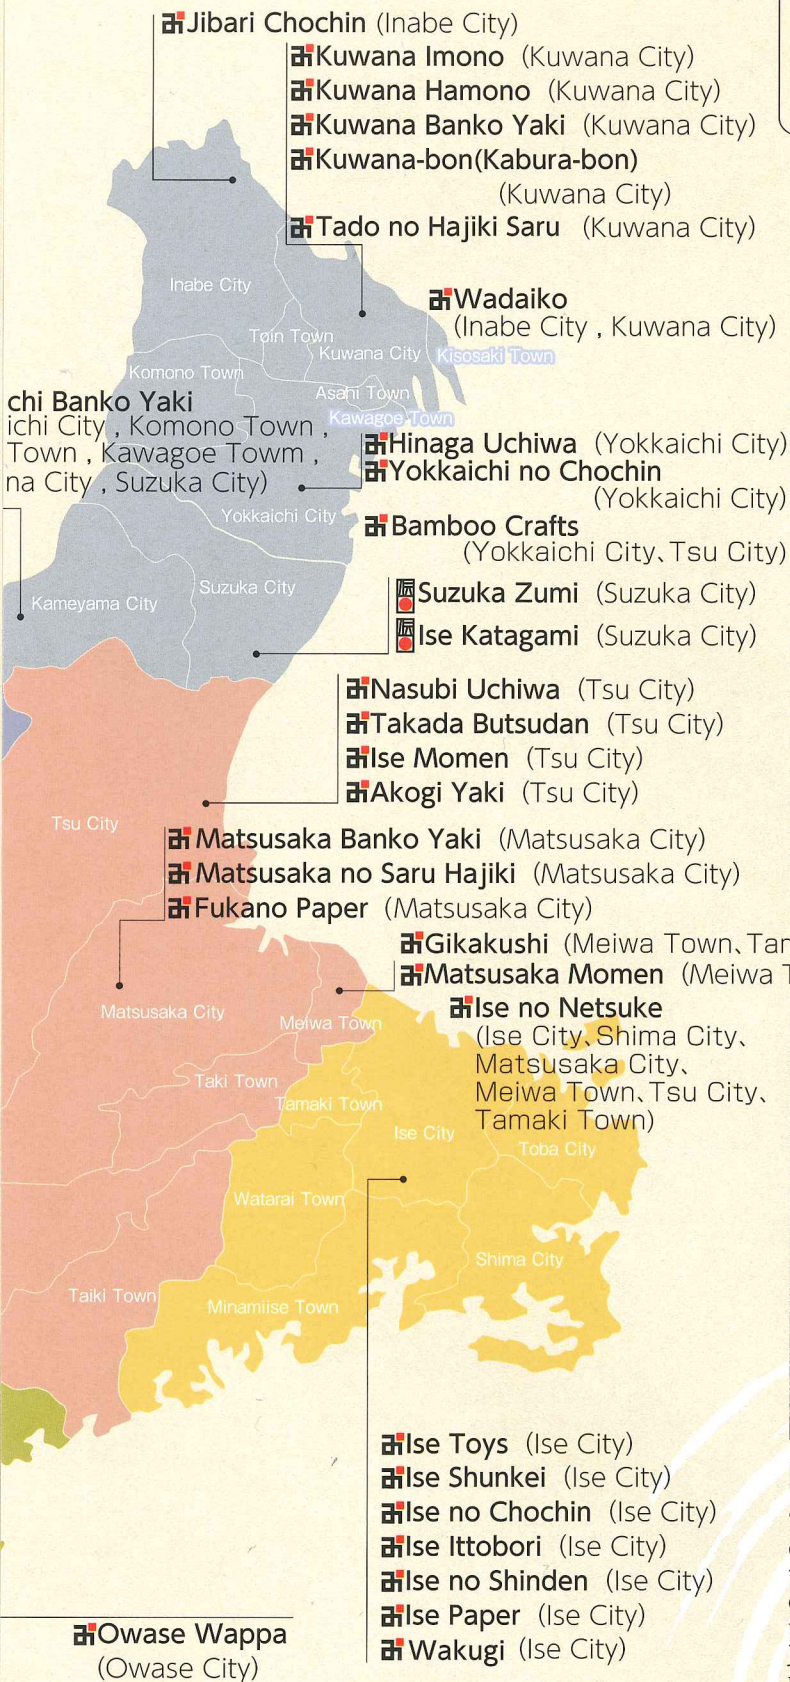 Jibari Chochin (Inabe City)
Kuwana Imono (Kuwana City)
Kuwana Hamono (Kuwana City)
Kuwana Banko Yaki (Kuwana City)
Kuwana-bon(Kabura-bon)
(Kuwana City)
Tado no Hajiki Saru (Kuwana City)
Inabe City
Wadaiko
(Inabe City , Kuwana City)
Toin Town
Kuwana City
Kisosaki Town
Komono Town
Asahi Town
Kawagoe Town
chi Banko Yaki
ichi City , Komono Town ,
Town , Kawagoe Towm ,
na City , Suzuka City)
Hinaga Uchiwa (Yokkaichi City)
Yokkaichi no Chochin
(Yokkaichi City)
Yokkaichi City
Bamboo Crafts
(Yokkaichi City、Tsu City)
Suzuka City
Kameyama City
伝 Suzuka Zumi (Suzuka City)
伝 Ise Katagami (Suzuka City)
Nasubi Uchiwa (Tsu City)
Takada Butsudan (Tsu City)
Ise Momen (Tsu City)
Akogi Yaki (Tsu City)
Tsu City
Matsusaka Banko Yaki (Matsusaka City)
Matsusaka no Saru Hajiki (Matsusaka City)
Fukano Paper (Matsusaka City)
Gikakushi (Meiwa Town、Tam
Matsusaka Momen (Meiwa T
Matsusaka City
Meiwa Town
Ise no Netsuke
(Ise City、Shima City、
Matsusaka City、
Meiwa Town、Tsu City、
Tamaki Town)
Taki Town
Tamaki Town
Ise City
Toba City
Watarai Town
Shima City
Taiki Town
Minamiise Town
Ise Toys (Ise City)
Ise Shunkei (Ise City)
Ise no Chochin (Ise City)
Ise Ittobori (Ise City)
Ise no Shinden (Ise City)
Ise Paper (Ise City)
Wakugi (Ise City)
Owase Wappa
(Owase City)